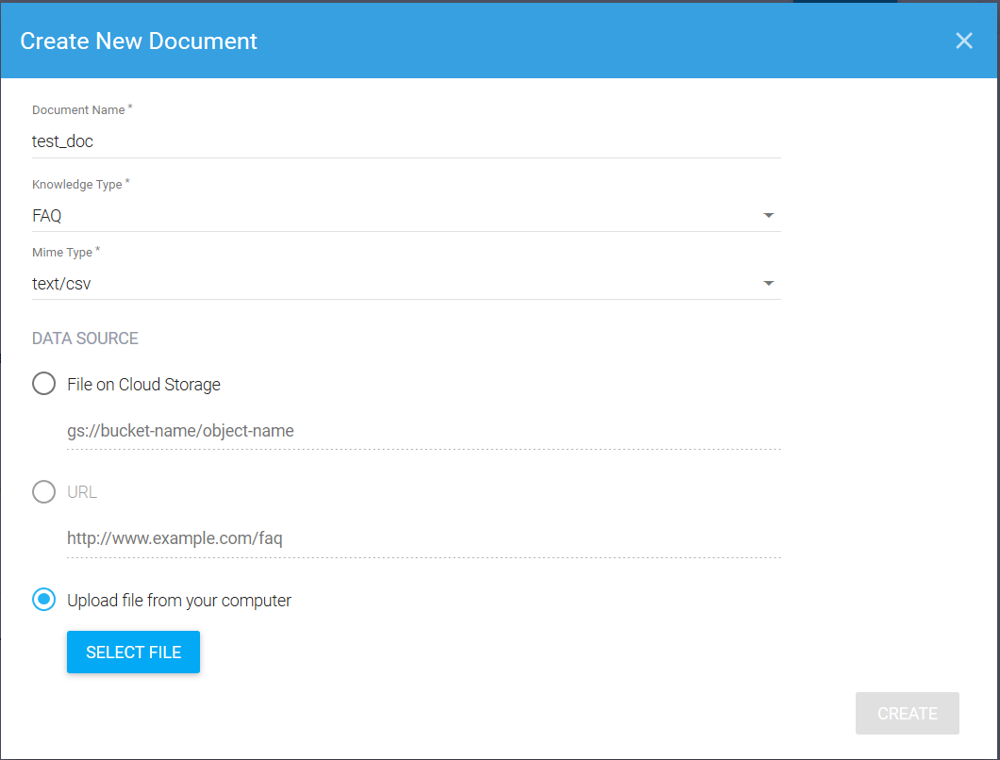 Create New Document
Document Name *
test_doc
Knowledge Type *
FAQ
Mime Type *
text/csv
DATA SOURCE
File on Cloud Storage
gs://bucket-name/object-name
URL
http://www.example.com/faq
Upload file from your computer
SELECT FILE
CREATE